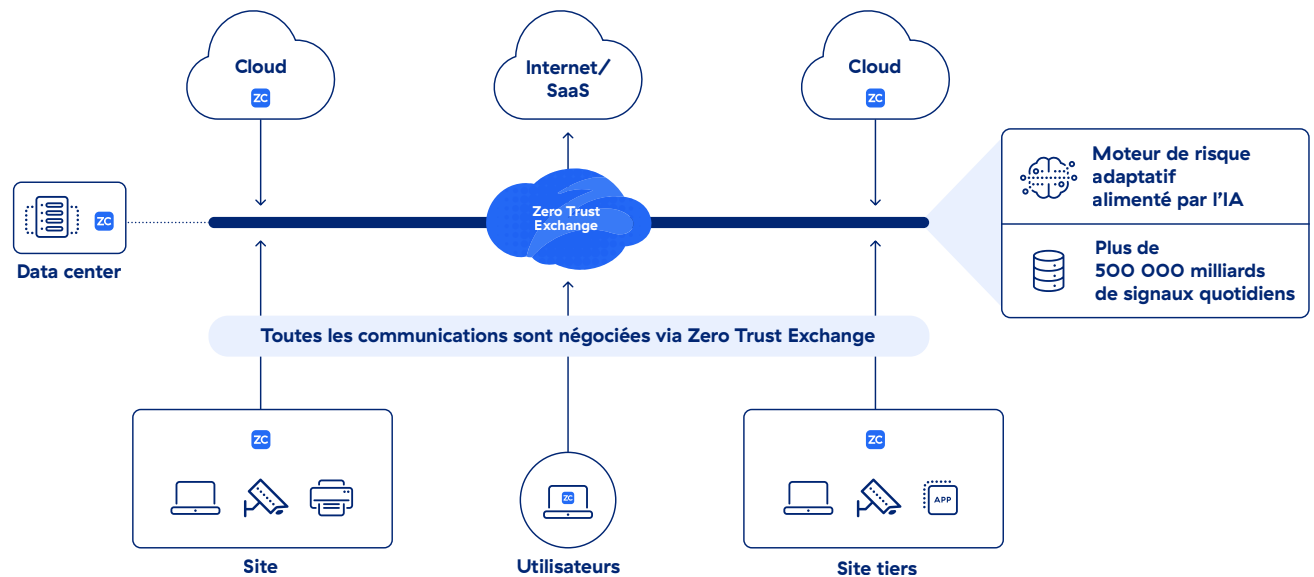 Cloud
ZC
Internet/
SaaS
Cloud
ZC
Moteur de risque
adaptatif
alimenté par l’IA
ZC
Data center
Zero Trust
Exchange
Plus de
500 000 milliards
de signaux quotidiens
Toutes les communications sont négociées via Zero Trust Exchange
ZC
Site
ZC
Utilisateurs
ZC
APP
Site tiers